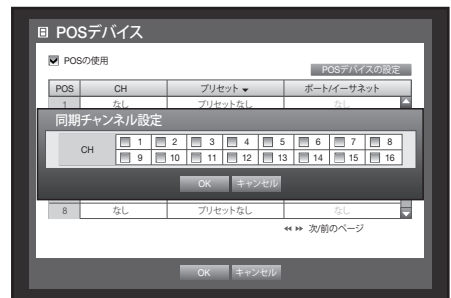 POSデバイス
POSの使用
POSデバイスの設定
POS CH プリセット ポート/イーサネット
1 なし プリセットなし なし
同期チャンネル設定
CH 1 2 3 4 5 6 7 8
9 10 11 12 13 14 15 16
OK キャンセル
8 なし プリセットなし なし
次/前のページ
OK キャンセル